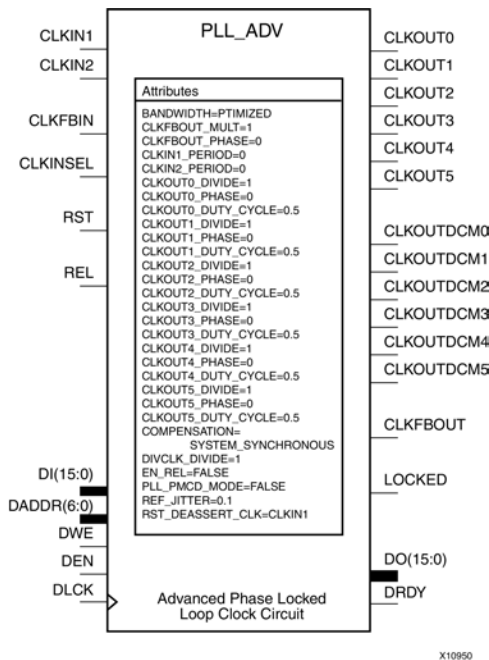 PLL_ADV
CLKIN1
CLKIN2
CLKFBIN
CLKINSEL
RST
REL
DI(15:0)
DADDR(6:0)
DWE
DEN
DLCK
Attributes
BANDWIDTH=PTIMIZED
CLKFBOUT_MULT=1
CLKFBOUT_PHASE=0
CLKIN1_PERIOD=0
CLKIN2_PERIOD=0
CLKOUT0_DIVIDE=1
CLKOUT0_PHASE=0
CLKOUT0_DUTY_CYCLE=0.5
CLKOUT1_DIVIDE=1
CLKOUT1_PHASE=0
CLKOUT1_DUTY_CYCLE=0.5
CLKOUT2_DIVIDE=1
CLKOUT2_PHASE=0
CLKOUT2_DUTY_CYCLE=0.5
CLKOUT3_DIVIDE=1
CLKOUT3_PHASE=0
CLKOUT3_DUTY_CYCLE=0.5
CLKOUT4_DIVIDE=1
CLKOUT4_PHASE=0
CLKOUT4_DUTY_CYCLE=0.5
CLKOUT5_DIVIDE=1
CLKOUT5_PHASE=0
CLKOUT5_DUTY_CYCLE=0.5
COMPENSATION=
SYSTEM_SYNCHRONOUS
DIVCLK_DIVIDE=1
EN_REL=FALSE
PLL_PMCD_MODE=FALSE
REF_JITTER=0.1
RST_DEASSERT_CLK=CLKIN1
CLKOUT0
CLKOUT1
CLKOUT2
CLKOUT3
CLKOUT4
CLKOUT5
CLKOUTDCM0
CLKOUTDCM1
CLKOUTDCM2
CLKOUTDCM3
CLKOUTDCM4
CLKOUTDCM5
CLKFBOUT
LOCKED
DO(15:0)
DRDY
Advanced Phase Locked
Loop Clock Circuit
X10950